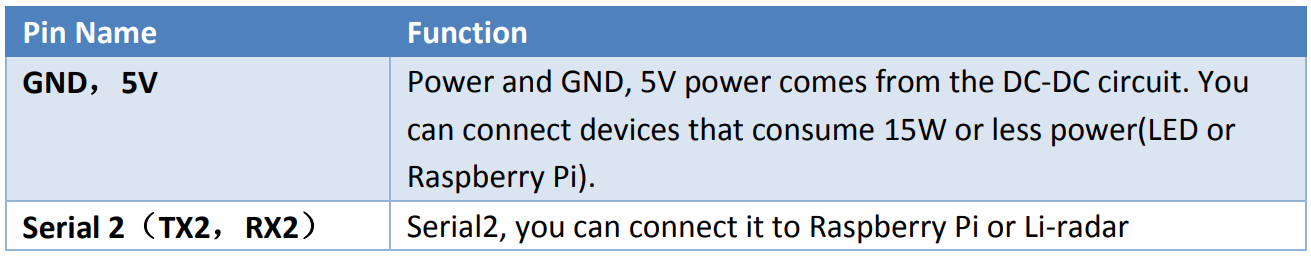 Pin Name Function
GND，5V Power and GND, 5V power comes from the DC-DC circuit. You
can connect devices that consume 15W or less power(LED or
Raspberry Pi).
Serial 2（TX2，RX2） Serial2, you can connect it to Raspberry Pi or Li-radar